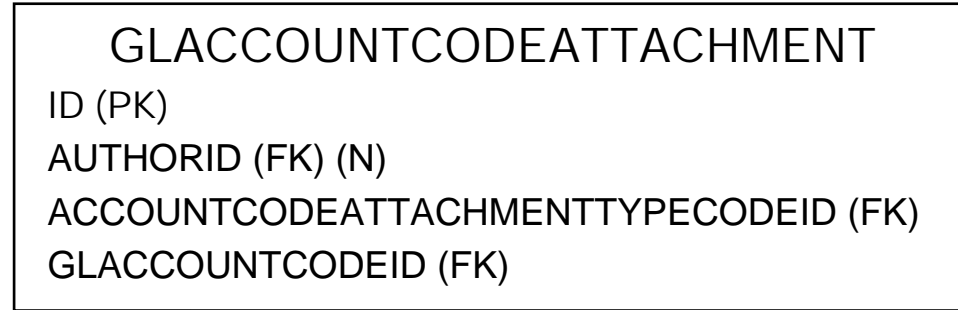 GLACCOUNTCODEATTACHMENT
ID (PK)
AUTHORID (FK) (N)
ACCOUNTCODEATTACHMENTTYPECODEID (FK)
GLACCOUNTCODEID (FK)